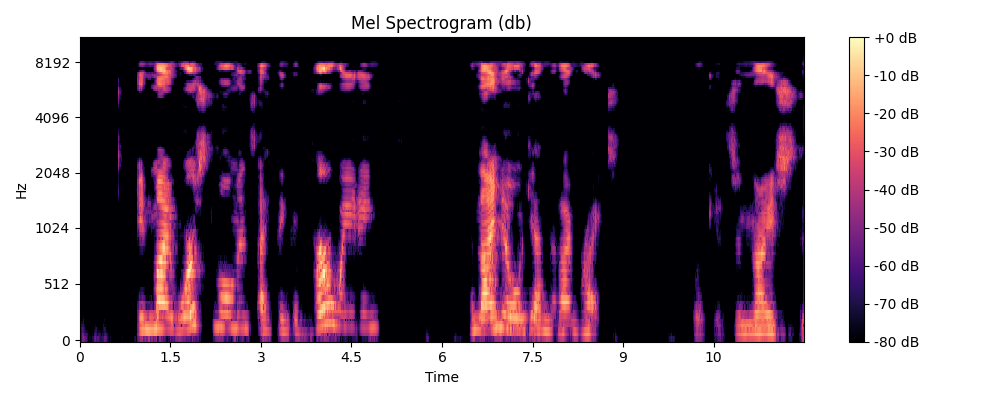 Mel Spectrogram (db)
8192
4096
2048
1024
512
0
Hz
0 1.5 3 4.5 6 7.5 9 10
Time
+0 dB
-10 dB
-20 dB
-30 dB
-40 dB
-50 dB
-60 dB
-70 dB
-80 dB